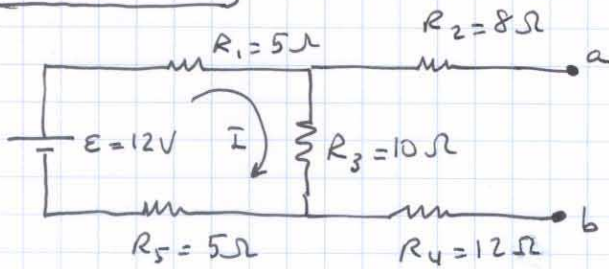 R₁ = 5Ω
R₂ = 8Ω
a
ε = 12V
I
R₃ = 10Ω
b
R₅ = 5Ω
R₄ = 12Ω